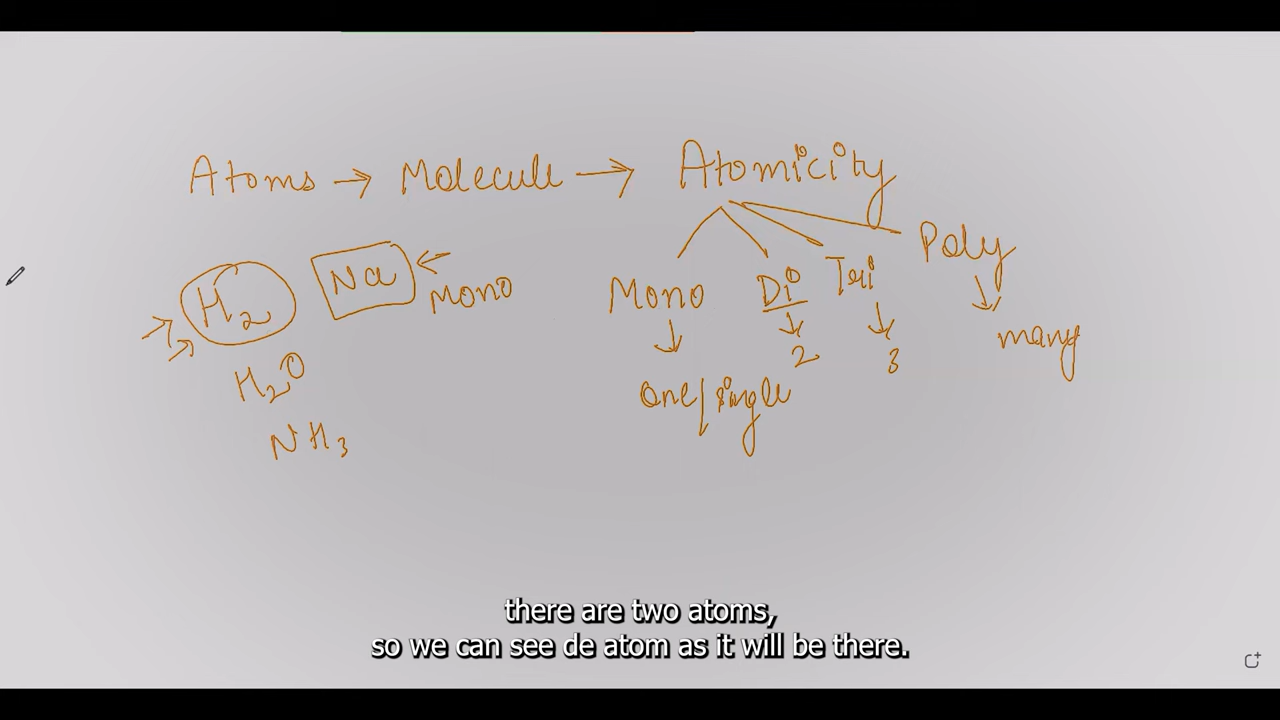 Atoms → Molecule → Atomicity
H2 Na ← Mono
H2O
NH3
Mono Di Tri Poly
One/single 2 3 many
there are two atoms,
so we can see de atom as it will be there.